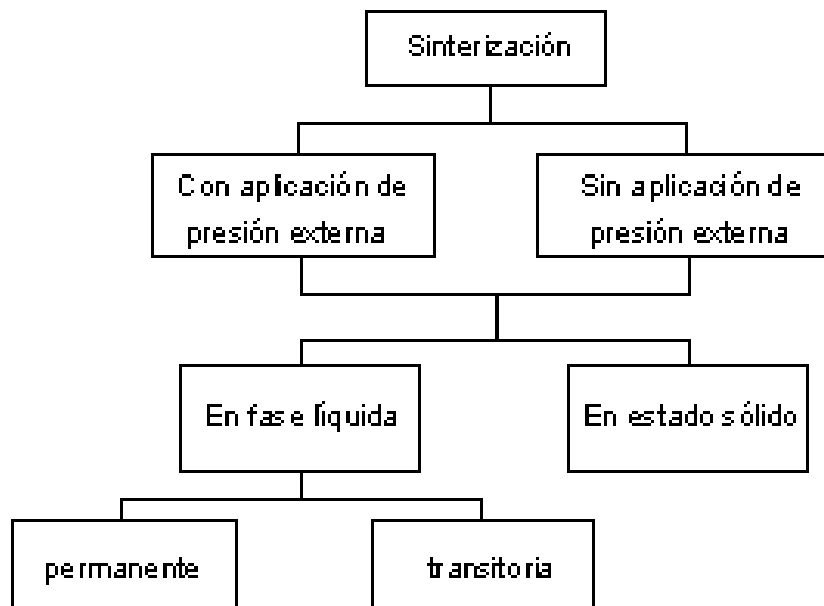 Sinterización
Con aplicación de
presión externa
Sin aplicación de
presión externa
En fase líquida
En estado sólido
permanente
transitoria